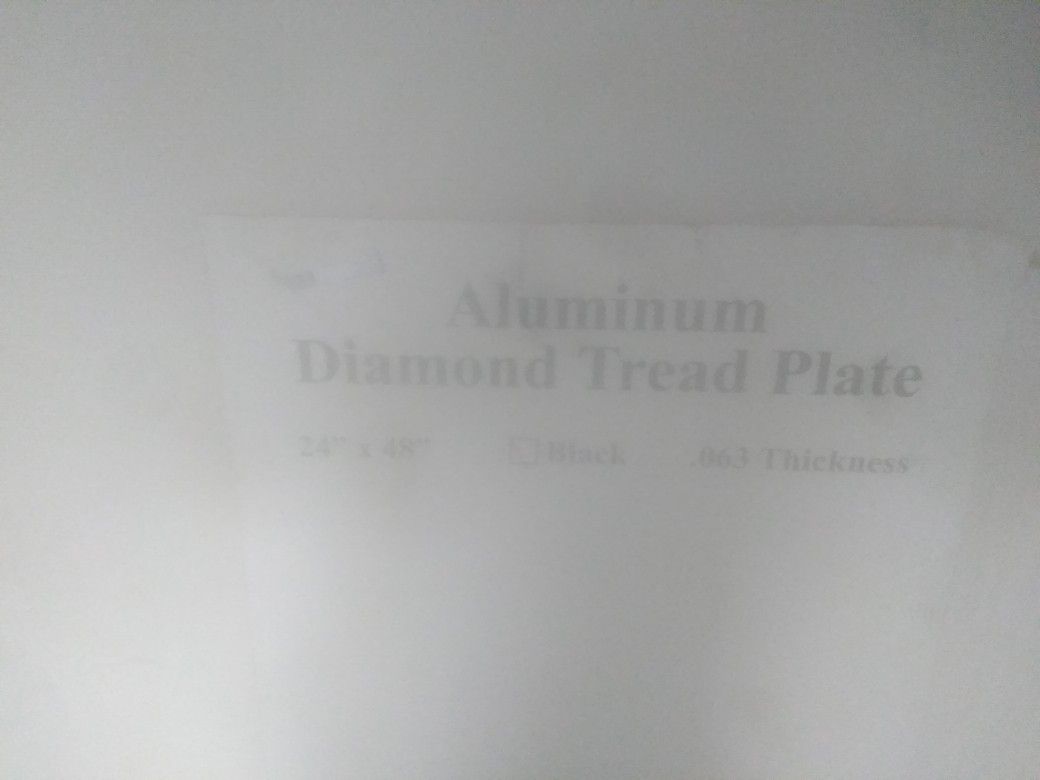 Aluminum
Diamond Tread Plate
24” x 48” ☐ Black .063 Thickness